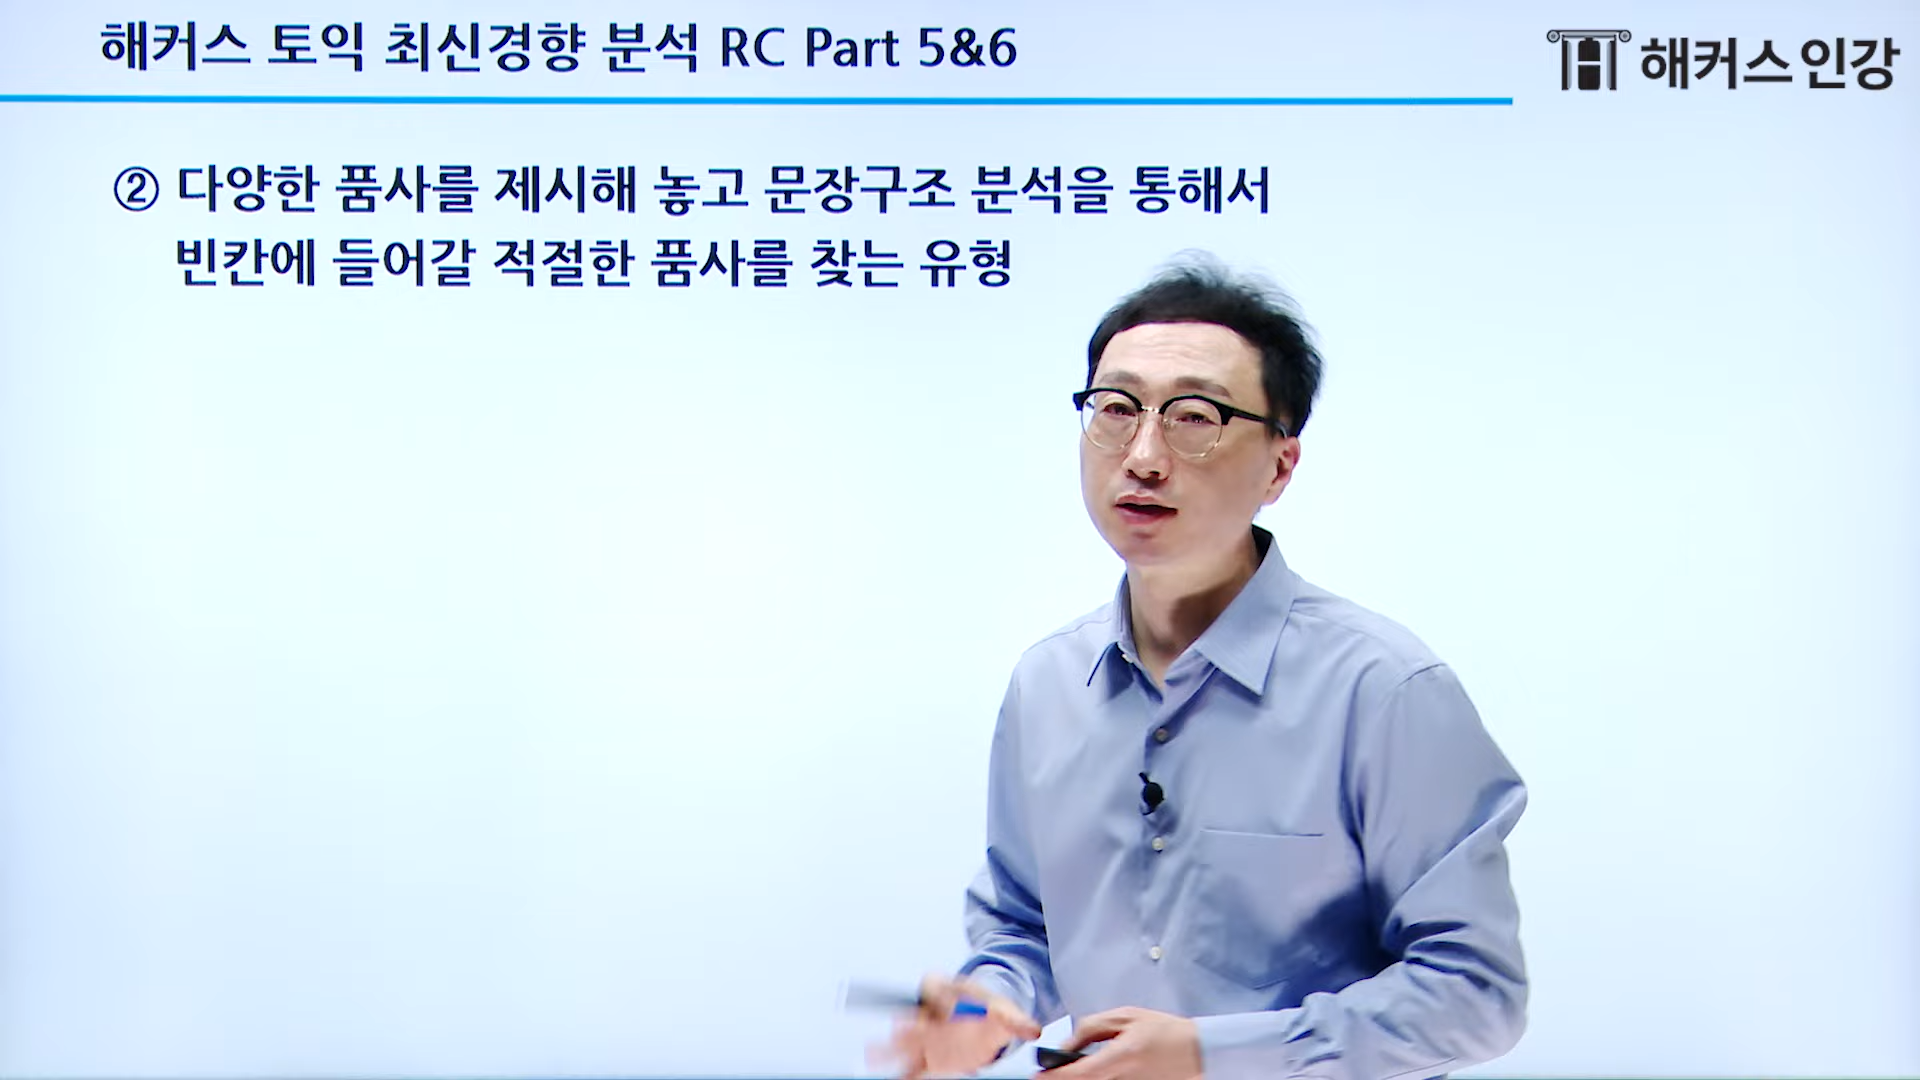 해커스 토익 최신경향 분석 RC Part 5&6
해커스인강
② 다양한 품사를 제시해 놓고 문장구조 분석을 통해서
빈칸에 들어갈 적절한 품사를 찾는 유형